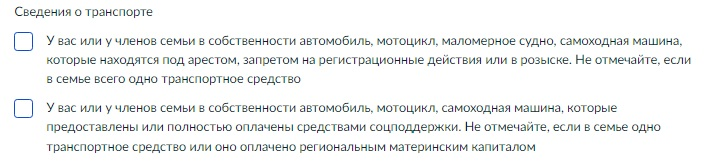 Сведения о транспорте
У вас или у членов семьи в собственности автомобиль, мотоцикл, маломерное судно, самоходная машина,
которые находятся под арестом, запретом на регистрационные действия или в розыске. Не отмечайте, если
в семье всего одно транспортное средство
У вас или у членов семьи в собственности автомобиль, мотоцикл, самоходная машина, которые
предоставлены или полностью оплачены средствами соцподдержки. Не отмечайте, если в семье одно
транспортное средство или оно оплачено региональным материнским капиталом